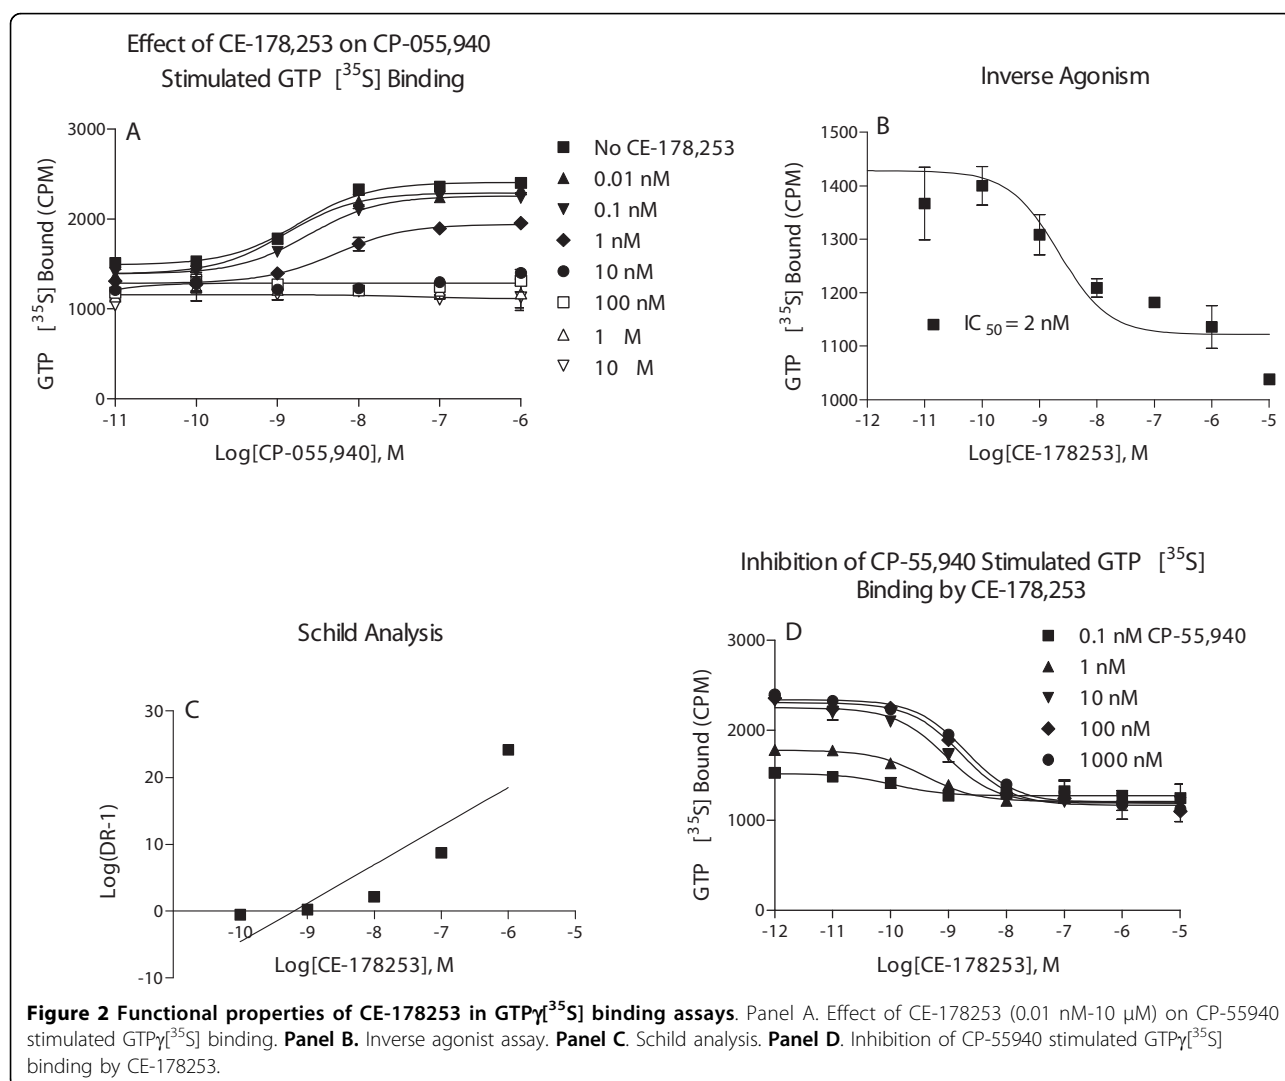 Effect of CE-178,253 on CP-055,940
Stimulated GTP [³⁵S] Binding
A
GTP [³⁵S] Bound (CPM)
3000
2000
1000
0
-11 -10 -9 -8 -7 -6
Log[CP-055,940], M
No CE-178,253
0.01 nM
0.1 nM
1 nM
10 nM
100 nM
1 M
10 M
Inverse Agonism
B
GTP [³⁵S] Bound (CPM)
1500
1400
1300
1200
1100
1000
IC 50 = 2 nM
-12 -11 -10 -9 -8 -7 -6 -5
Log[CE-178253], M
Schild Analysis
C
Log(DR-1)
30
20
10
0
-10
-10 -9 -8 -7 -6 -5
Log[CE-178253], M
Inhibition of CP-55,940 Stimulated GTP [³⁵S]
Binding by CE-178,253
D
GTP [³⁵S] Bound (CPM)
3000
2000
1000
0
-12 -11 -10 -9 -8 -7 -6 -5
Log[CE-178253], M
0.1 nM CP-55,940
1 nM
10 nM
100 nM
1000 nM
Figure 2 Functional properties of CE-178253 in GTPγ[³⁵S] binding assays. Panel A. Effect of CE-178253 (0.01 nM-10 μM) on CP-55940
stimulated GTPγ[³⁵S] binding. Panel B. Inverse agonist assay. Panel C. Schild analysis. Panel D. Inhibition of CP-55940 stimulated GTPγ[³⁵S]
binding by CE-178253.